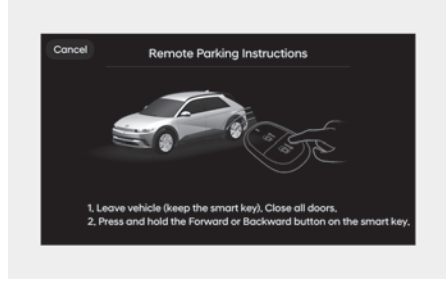 Cancel
Remote Parking Instructions
1, Leave vehicle (keep the smart key), Close all doors,
2, Press and hold the Forward or Backward button on the smart key,